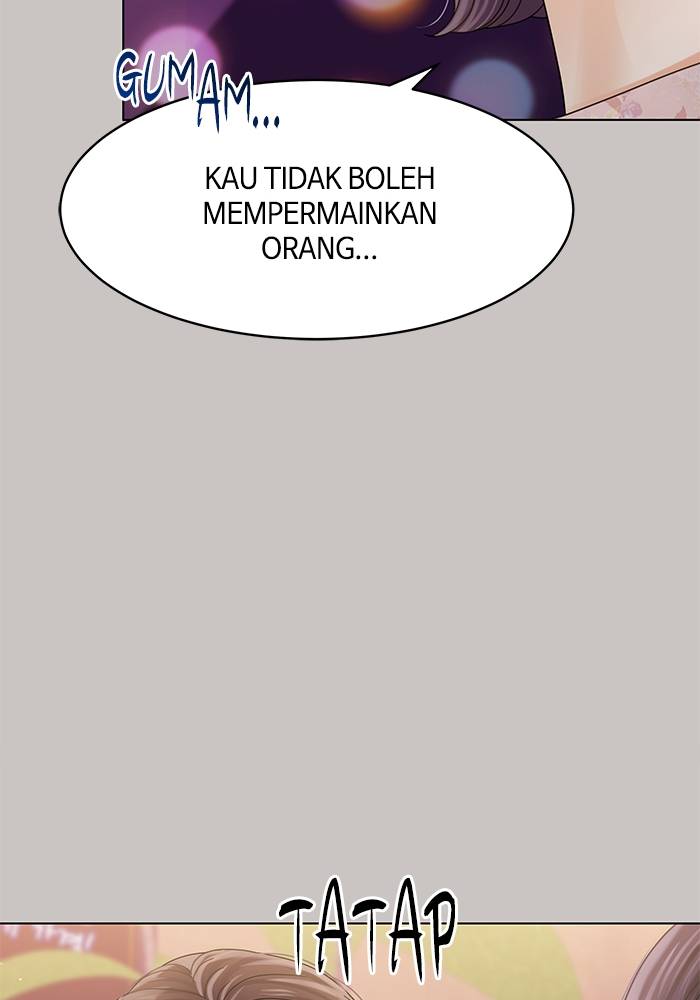 GUMAM...
KAU TIDAK BOLEH
MEMPERMAINKAN
ORANG...
TATAP